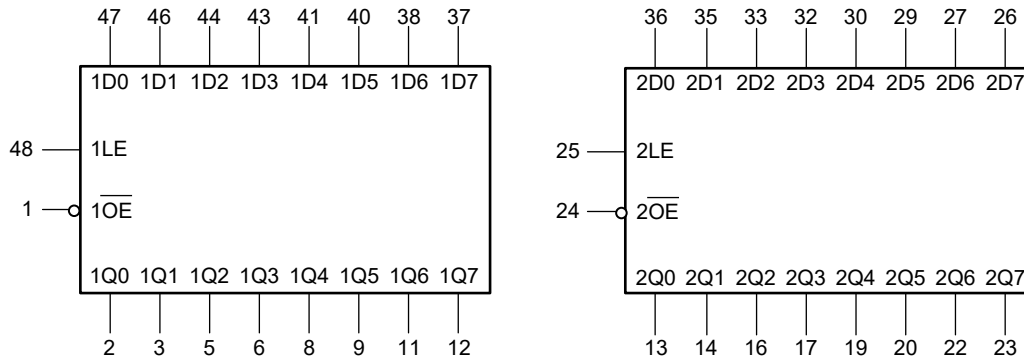 47 46 44 43 41 40 38 37
1D0 1D1 1D2 1D3 1D4 1D5 1D6 1D7
48 1LE
1 1O̅E̅
1Q0 1Q1 1Q2 1Q3 1Q4 1Q5 1Q6 1Q7
2 3 5 6 8 9 11 12
36 35 33 32 30 29 27 26
2D0 2D1 2D2 2D3 2D4 2D5 2D6 2D7
25 2LE
24 2O̅E̅
2Q0 2Q1 2Q2 2Q3 2Q4 2Q5 2Q6 2Q7
13 14 16 17 19 20 22 23